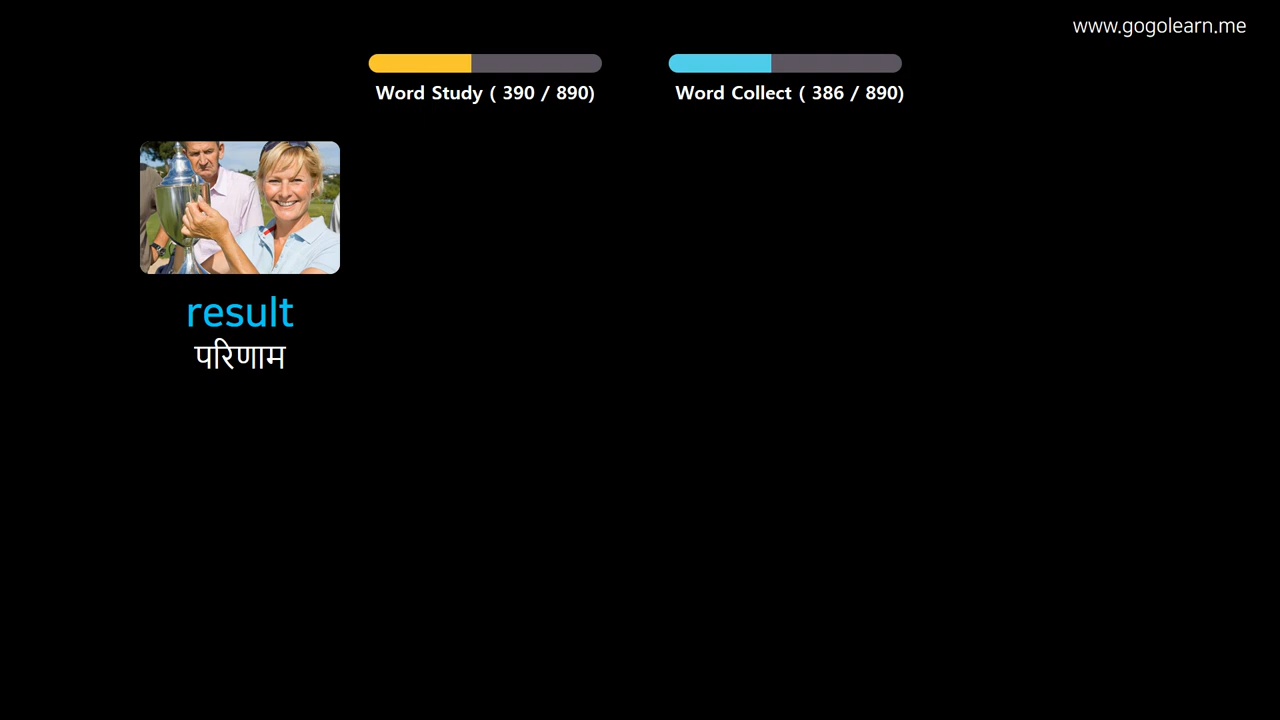 www.gogolearn.me
Word Study ( 390 / 890)
Word Collect ( 386 / 890)
result
परिणाम